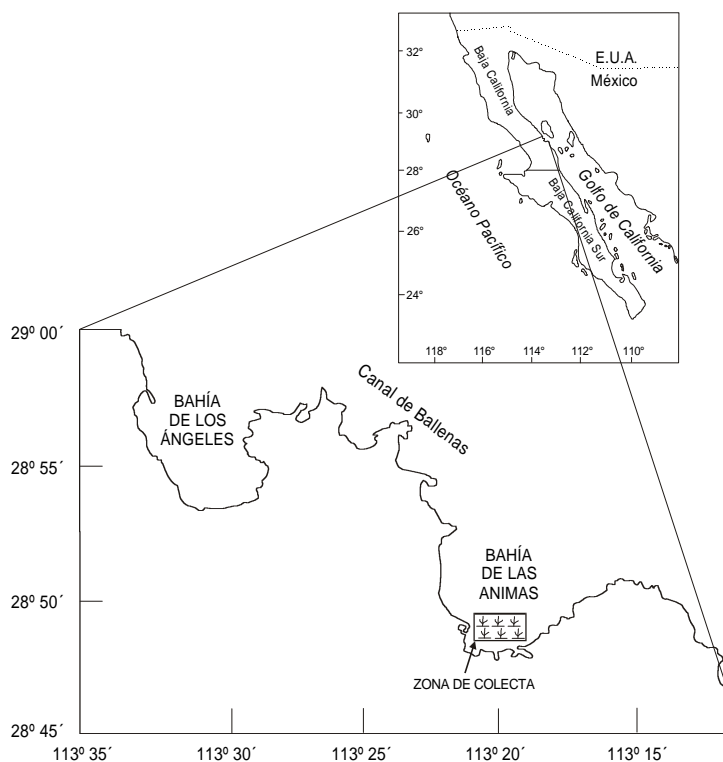 32°
30°
28°
26°
24°
118°
116°
114°
112°
110°
E.U.A.
México
Baja California
Baja California Sur
Golfo de California
Océano Pacífico
29º 00´
28º 55´
28º 50´
28º 45´
BAHÍA
DE LOS
ÁNGELES
Canal de Ballenas
BAHÍA
DE LAS
ANIMAS
ZONA DE COLECTA
113º 35´
113º 30´
113º 25´
113º 20´
113º 15´